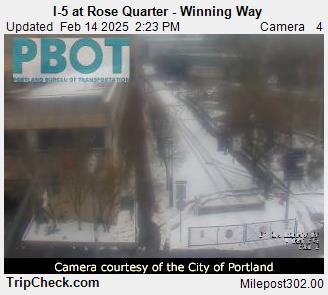 I-5 at Rose Quarter - Winning Way
Updated  Feb 14 2025  2:23 PM
Camera  4
PBOT
PORTLAND BUREAU OF TRANSPORTATION
Camera courtesy of the City of Portland
TripCheck.com
Milepost302.00